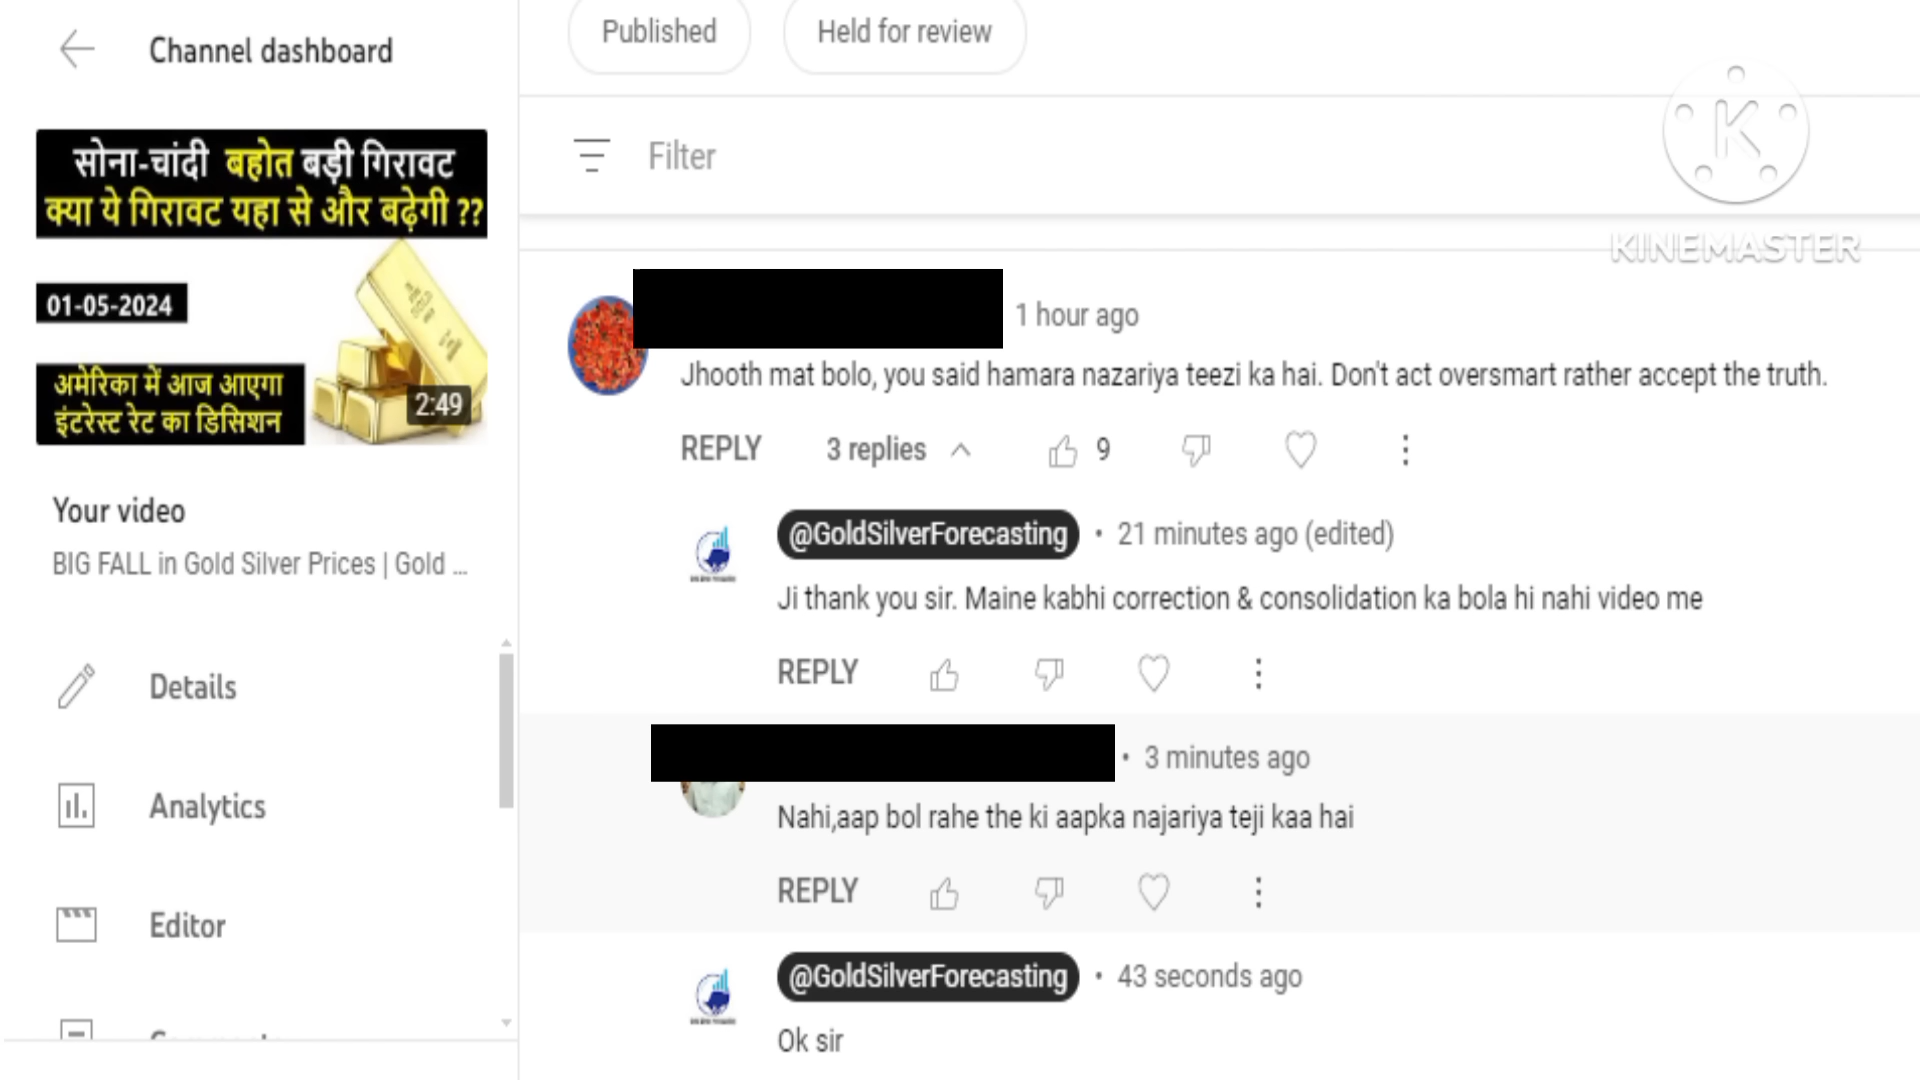 Channel dashboard
सोना-चांदी बहोत बड़ी गिरावट
क्या ये गिरावट यहा से और बढ़ेगी ??
01-05-2024
अमेरिका में आज आएगा
इंटरेस्ट रेट का डिसिशन
2:49
Your video
BIG FALL in Gold Silver Prices | Gold ...
Details
Analytics
Editor
Published
Held for review
Filter
KINEMASTER
1 hour ago
Jhooth mat bolo, you said hamara nazariya teezi ka hai. Don't act oversmart rather accept the truth.
REPLY 3 replies 9
@GoldSilverForecasting • 21 minutes ago (edited)
Ji thank you sir. Maine kabhi correction & consolidation ka bola hi nahi video me
REPLY
• 3 minutes ago
Nahi,aap bol rahe the ki aapka najariya teji kaa hai
REPLY
@GoldSilverForecasting • 43 seconds ago
Ok sir